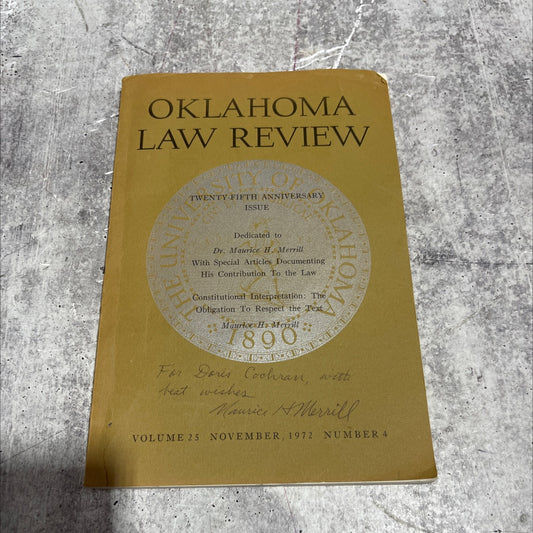 OKLAHOMA
LAW REVIEW
THE UNIVERSITY OF OKLAHOMA
TWENTY-FIFTH ANNIVERSARY
ISSUE
Dedicated to
Dr. Maurice H. Merrill
With Special Articles Documenting
His Contribution To the Law
Constitutional Interpretation: The
Obligation To Respect the Text
Maurice H. Merrill
1890
For Doris Cochran, with
best wishes
Maurice H Merrill
VOLUME 25 NOVEMBER, 1972 NUMBER 4